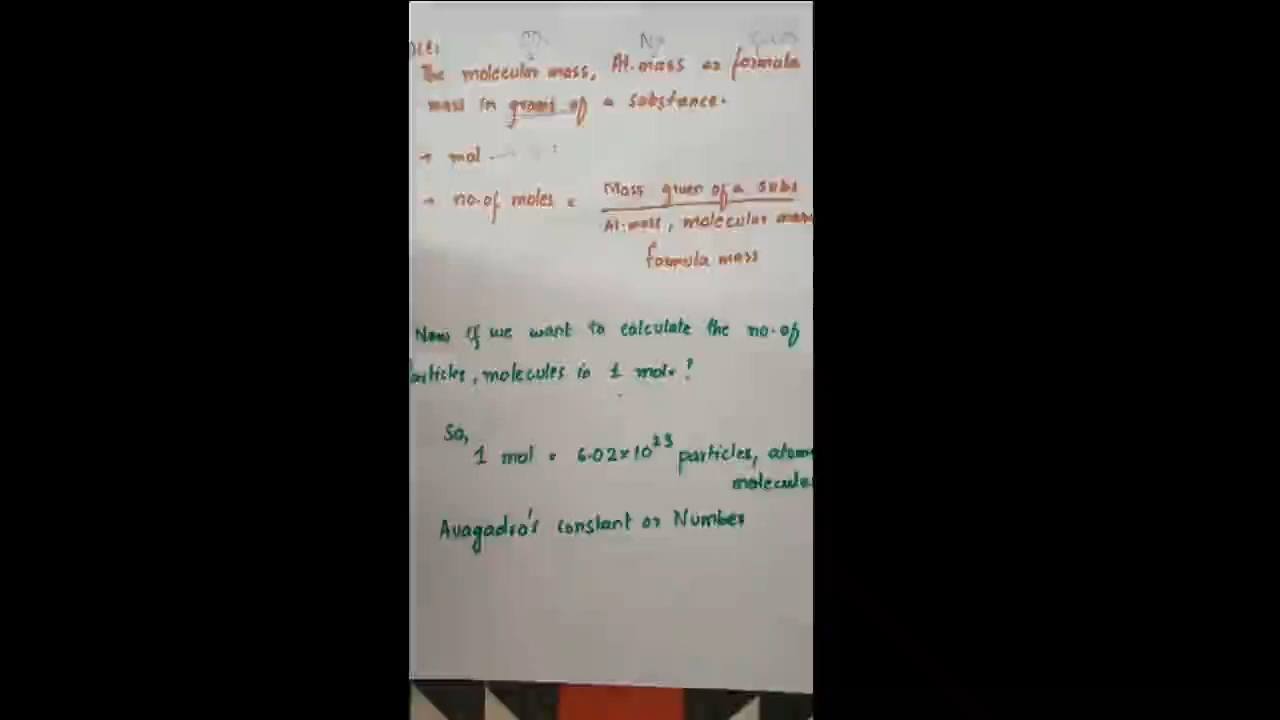 The molecular mass, At.mass or formula
mass in grams of a substance.
→ mol
→ no.of moles = Mass given of a subs
At.mass, molecular mass
formula mass
Now if we want to calculate the no.of
particles, molecules in 1 mol ?
So,
1 mol = 6.02×10²³ particles, atom
molecule
Avagadro's constant or Number